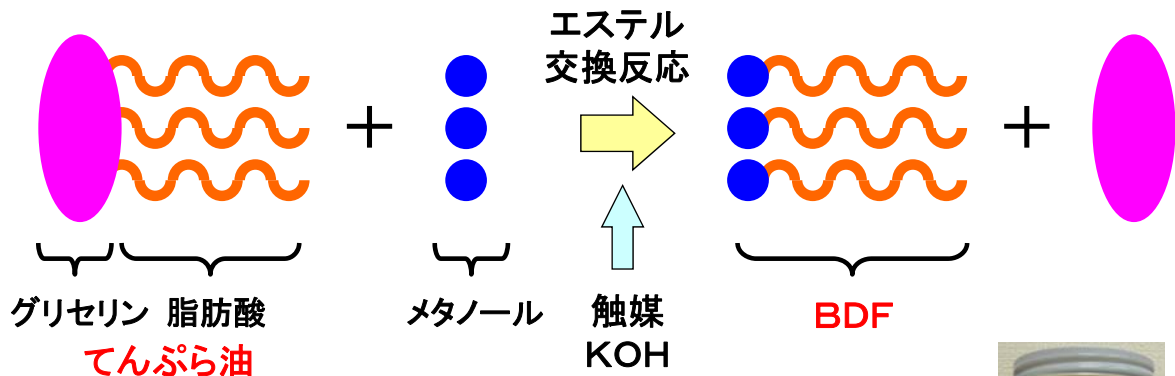 エステル
交換反応
+
+
グリセリン 脂肪酸
メタノール
触媒
KOH
BDF
てんぷら油